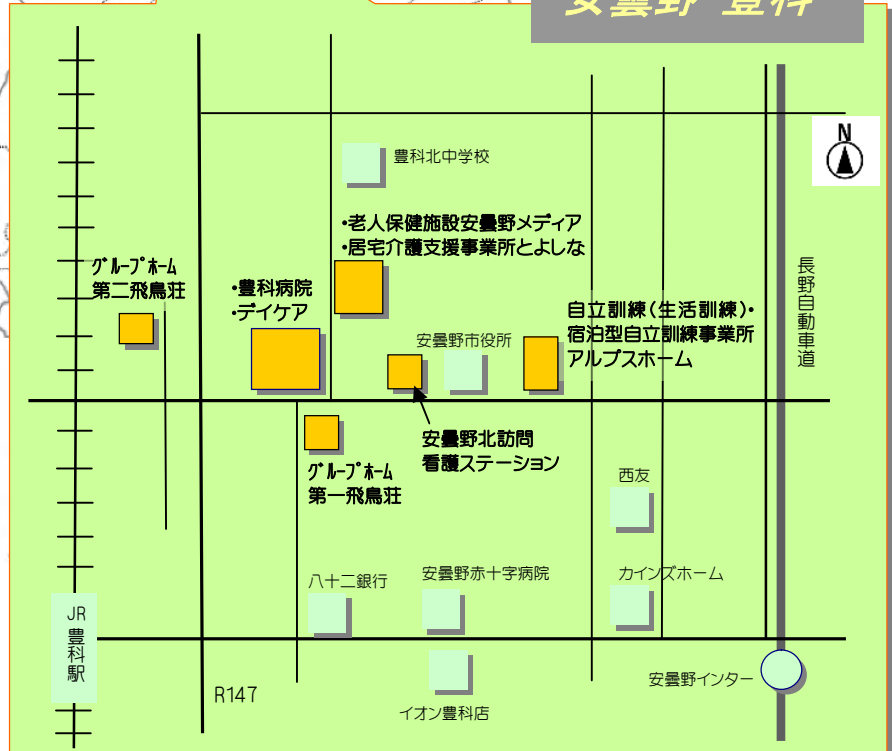 安曇野 豊科
N
豊科北中学校
・老人保健施設安曇野メディア
・居宅介護支援事業所とよしな
グループホーム
第二飛鳥荘
・豊科病院
・デイケア
長野自動車道
自立訓練(生活訓練)・
宿泊型自立訓練事業所
アルプスホーム
安曇野市役所
安曇野北訪問
看護ステーション
グループホーム
第一飛鳥荘
西友
八十二銀行
安曇野赤十字病院
カインズホーム
JR
豊科駅
R147
イオン豊科店
安曇野インター